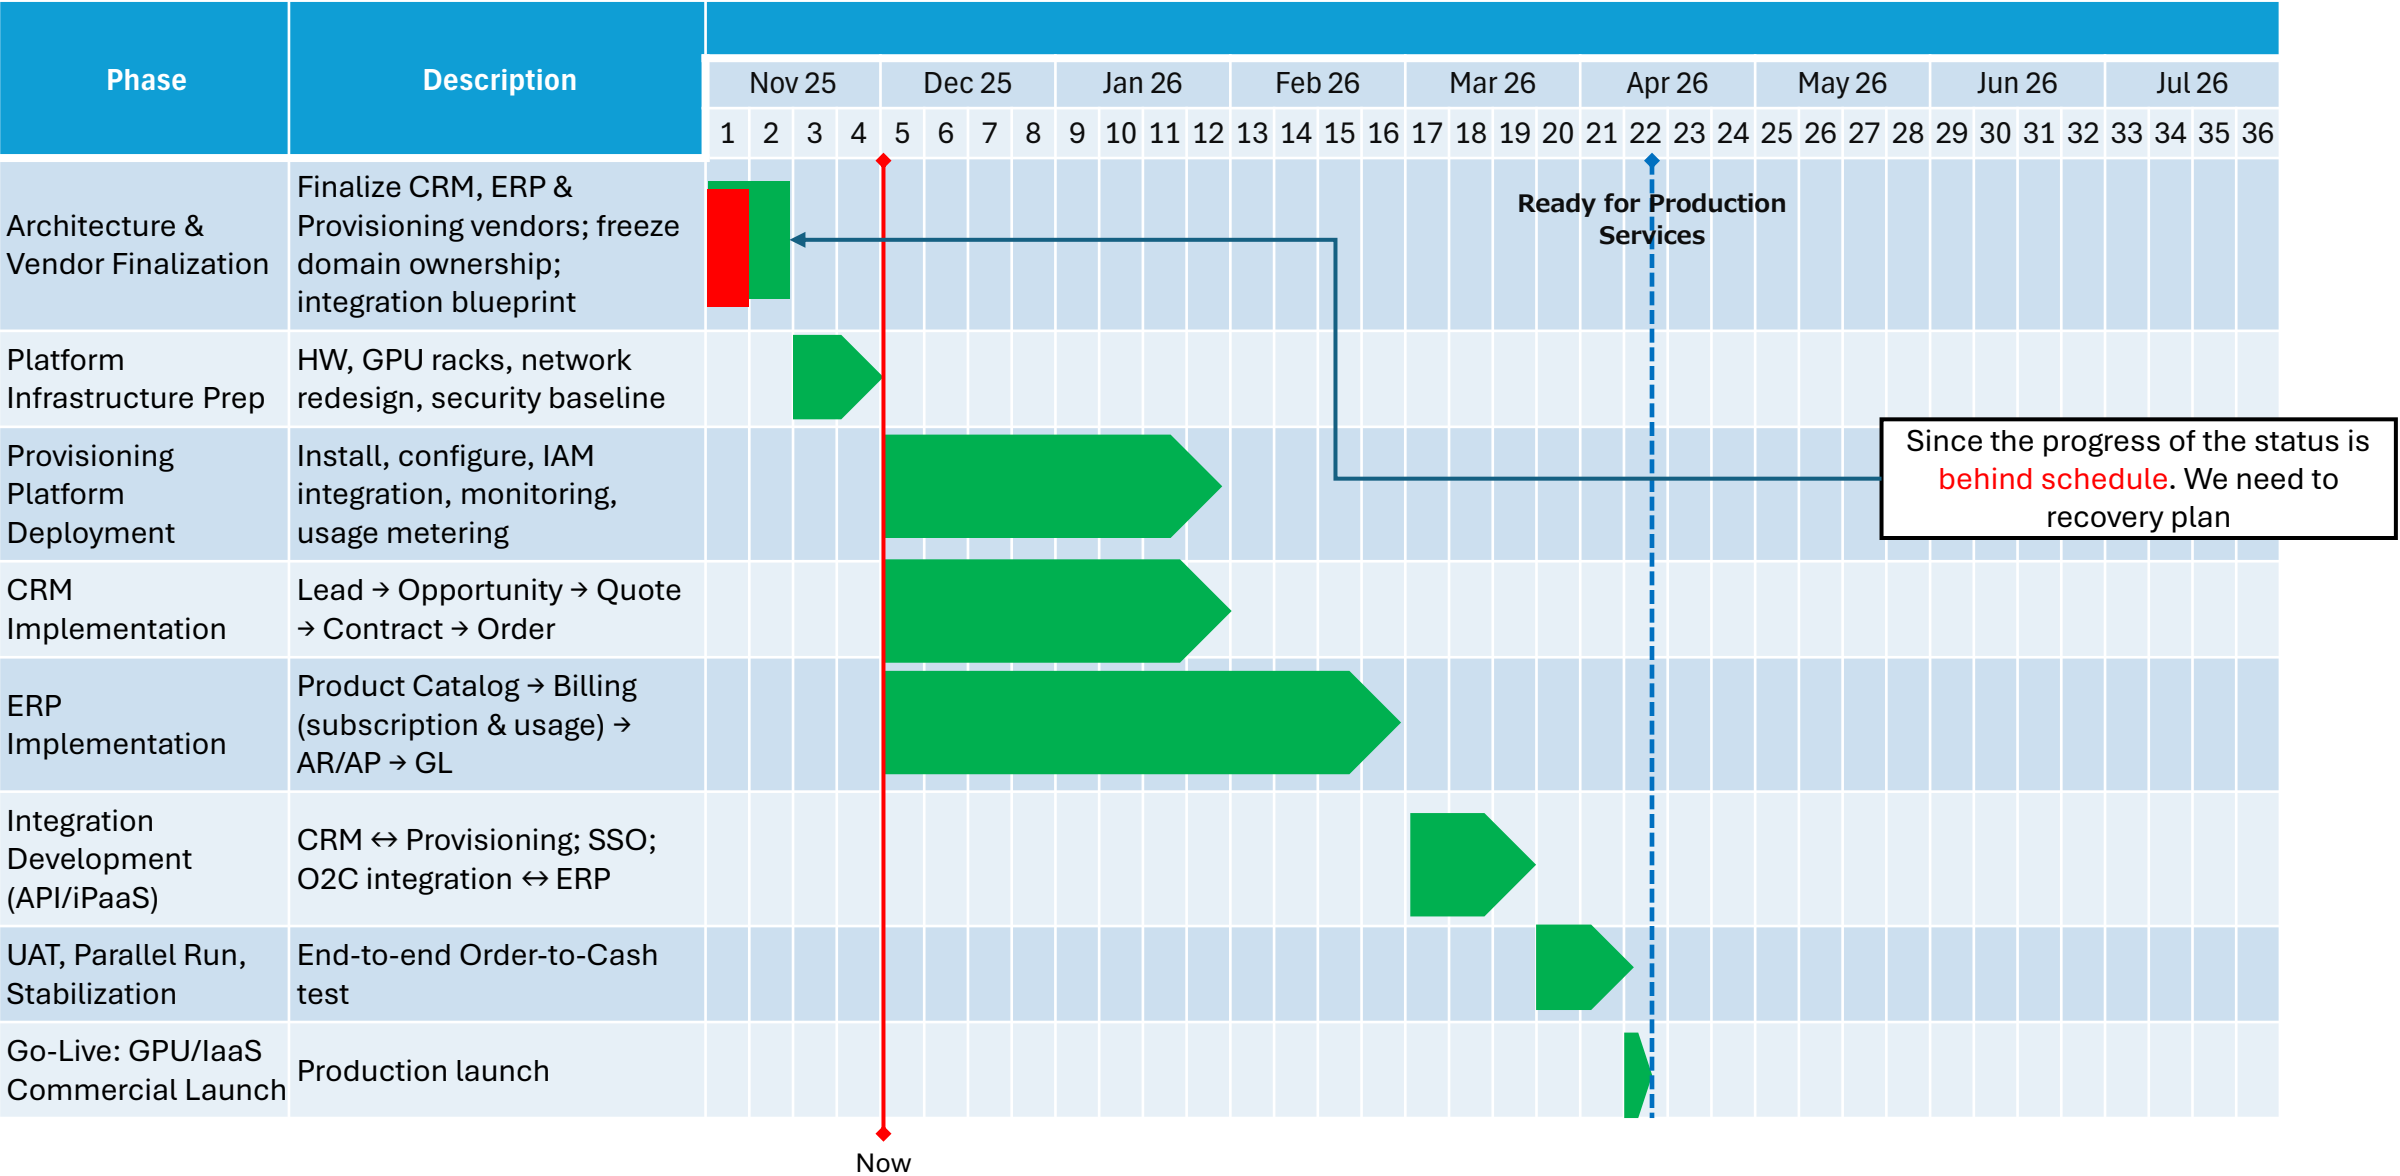 Phase
Description
Nov 25 Dec 25 Jan 26 Feb 26 Mar 26 Apr 26 May 26 Jun 26 Jul 26
1 2 3 4 5 6 7 8 9 10 11 12 13 14 15 16 17 18 19 20 21 22 23 24 25 26 27 28 29 30 31 32 33 34 35 36
Architecture &
Vendor Finalization
Finalize CRM, ERP &
Provisioning vendors; freeze
domain ownership;
integration blueprint
Ready for Production
Services
Platform
Infrastructure Prep
HW, GPU racks, network
redesign, security baseline
Provisioning
Platform
Deployment
Install, configure, IAM
integration, monitoring,
usage metering
Since the progress of the status is
behind schedule. We need to
recovery plan
CRM
Implementation
Lead → Opportunity → Quote
→ Contract → Order
ERP
Implementation
Product Catalog → Billing
(subscription & usage) →
AR/AP → GL
Integration
Development
(API/iPaaS)
CRM ↔ Provisioning; SSO;
O2C integration ↔ ERP
UAT, Parallel Run,
Stabilization
End-to-end Order-to-Cash
test
Go-Live: GPU/IaaS
Commercial Launch
Production launch
Now